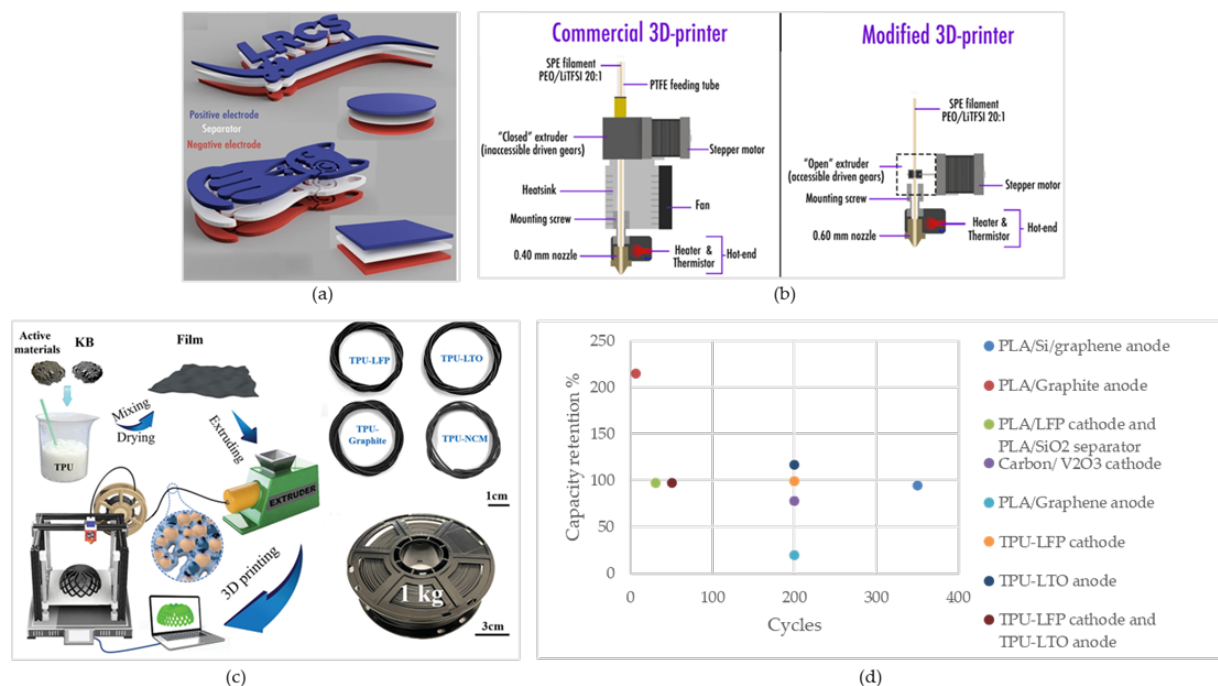 LRCS
Positive electrode
Separator
Negative electrode
(a)
Commercial 3D-printer
SPE filament
PEO/LiTFSI 20:1
PTFE feeding tube
"Closed" extruder
(inaccessible driven gears)
Stepper motor
Heatsink
Fan
Mounting screw
0.40 mm nozzle
Heater &
Thermistor
Hot-end
Modified 3D-printer
SPE filament
PEO/LiTFSI 20:1
"Open" extruder
(accessible driven gears)
Stepper motor
Mounting screw
0.60 mm nozzle
Heater &
Thermistor
Hot-end
(b)
Active
materials
KB
Film
Mixing
Drying
Extruding
TPU
EXTRUDER
3D printing
TPU-LFP
TPU-LTO
TPU-
Graphite
TPU-NCM
1cm
1 kg
3cm
(c)
Capacity retention %
250
200
150
100
50
0
0
100
200
300
400
Cycles
PLA/Si/graphene anode
PLA/Graphite anode
PLA/LFP cathode and
PLA/SiO2 separator
Carbon/ V2O3 cathode
PLA/Graphene anode
TPU-LFP cathode
TPU-LTO anode
TPU-LFP cathode and
TPU-LTO anode
(d)